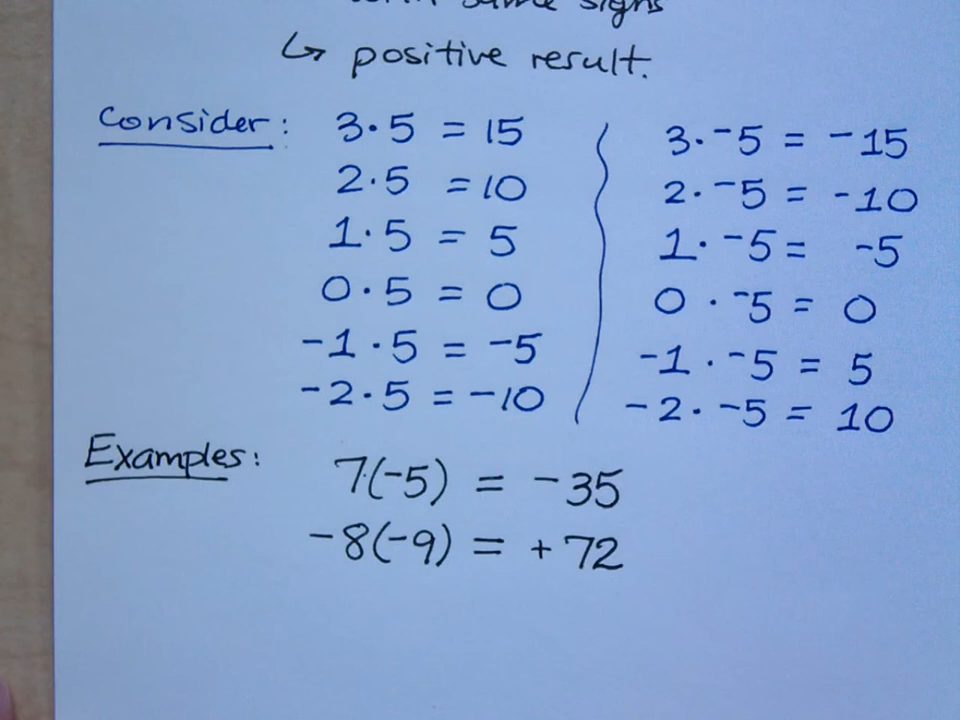 same signs
↳ positive result.
Consider: 3·5 = 15 3·-5 = -15
2·5 = 10 2·-5 = -10
1·5 = 5 1·-5 = -5
0·5 = 0 0·-5 = 0
-1·5 = -5 -1·-5 = 5
-2·5 = -10 -2·-5 = 10
Examples: 7(-5) = -35
-8(-9) = +72